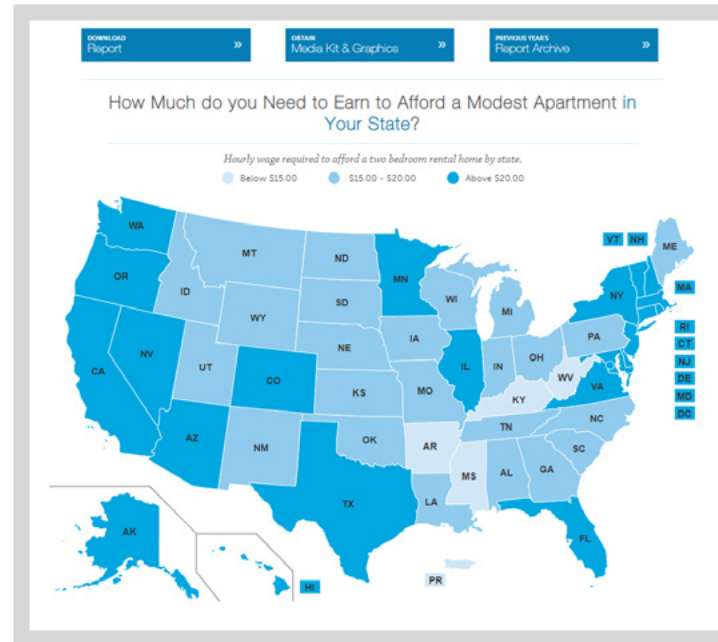 DOWNLOAD
Report »
OBTAIN
Media Kit & Graphics »
PREVIOUS YEAR'S
Report Archive »
How Much do you Need to Earn to Afford a Modest Apartment in
Your State?
Hourly wage required to afford a two bedroom rental home by state.
Below $15.00
$15.00 - $20.00
Above $20.00
WA
MT
ND
MN
VT
NH
ME
OR
ID
SD
WI
MI
NY
MA
WY
RI
CT
NE
IA
PA
NJ
NV
UT
IL
IN
OH
DE
CA
CO
KS
MO
WV
VA
MD
KY
DC
AZ
NM
OK
AR
TN
NC
SC
MS
AL
GA
TX
LA
FL
AK
HI
PR